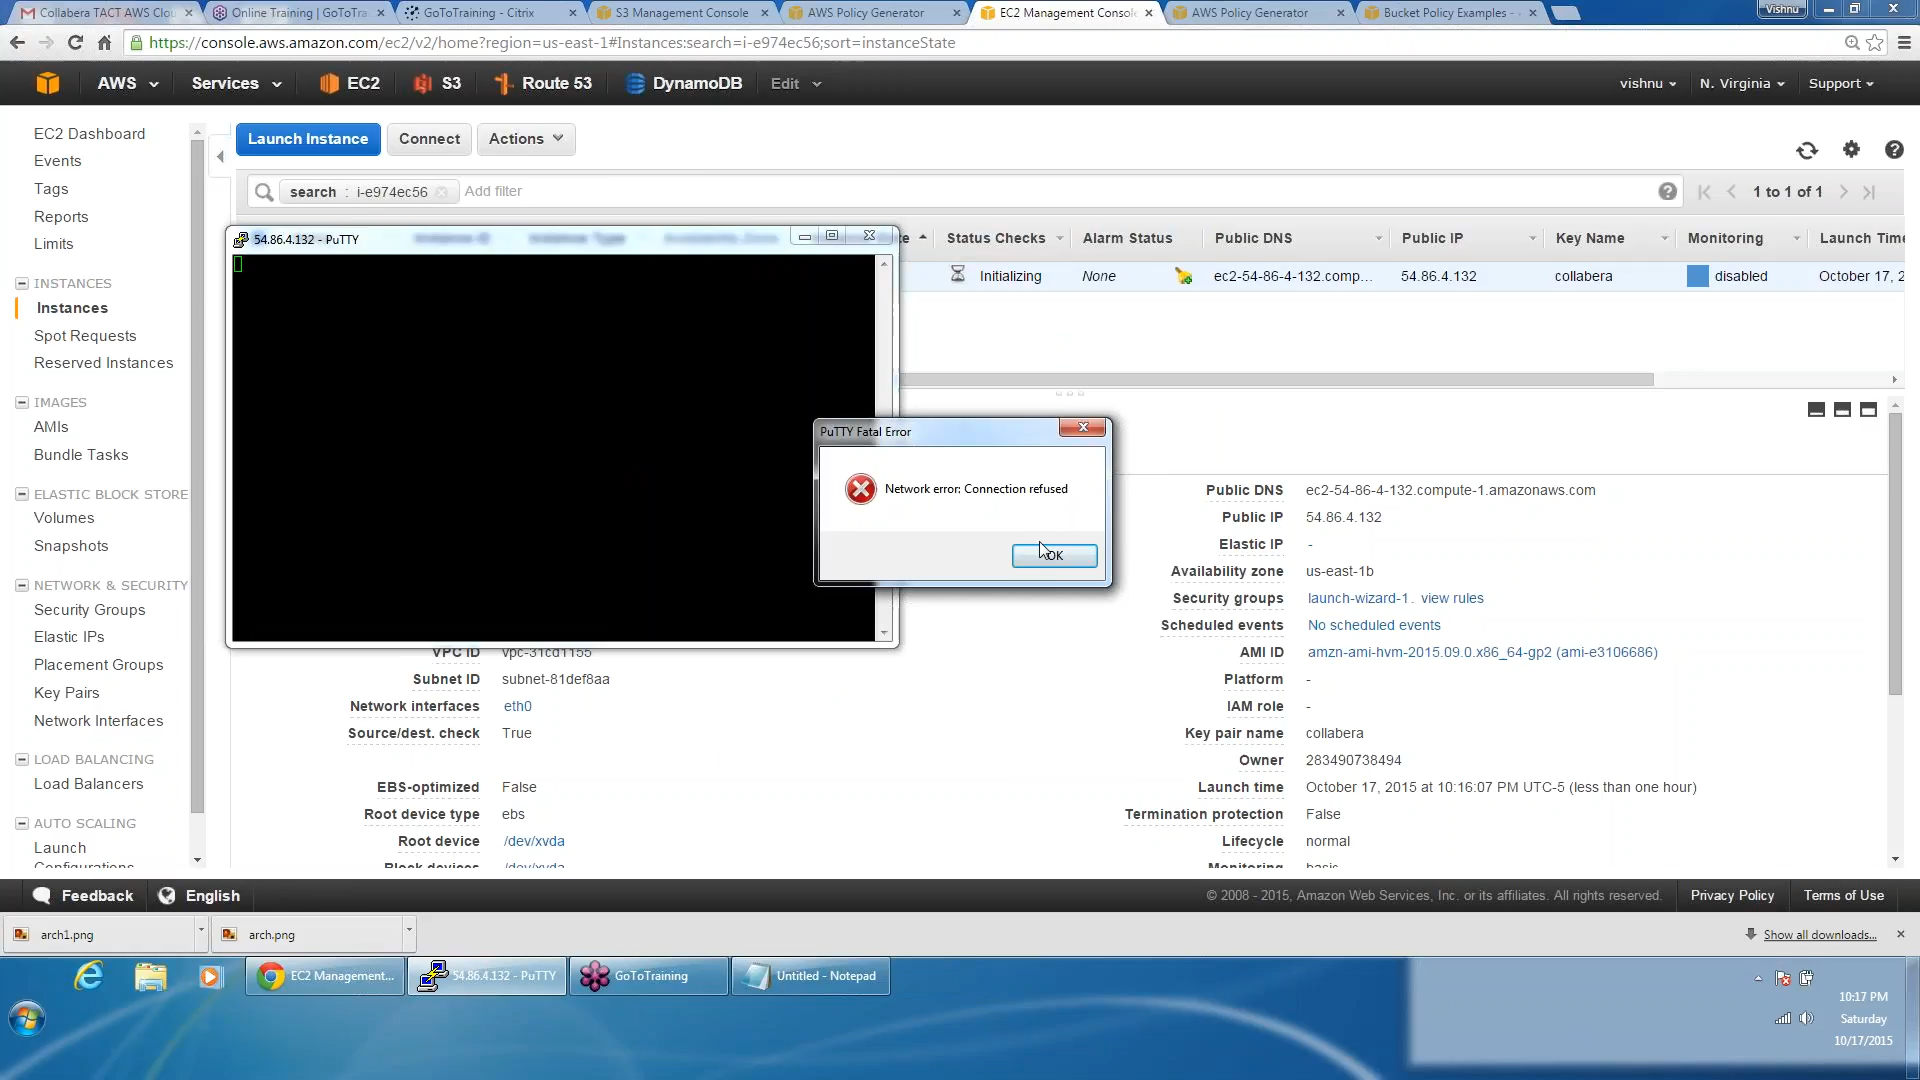 Collabera TACT AWS Clou
Online Training | GoToTra
GoToTraining - Citrix
S3 Management Console
AWS Policy Generator
EC2 Management Consol
AWS Policy Generator
Bucket Policy Examples -
Vishnu
https://console.aws.amazon.com/ec2/v2/home?region=us-east-1#Instances:search=i-e974ec56;sort=instanceState
AWS
Services
EC2
S3
Route 53
DynamoDB
Edit
vishnu
N. Virginia
Support
EC2 Dashboard
Events
Tags
Reports
Limits
INSTANCES
Instances
Spot Requests
Reserved Instances
IMAGES
AMIs
Bundle Tasks
ELASTIC BLOCK STORE
Volumes
Snapshots
NETWORK & SECURITY
Security Groups
Elastic IPs
Placement Groups
Key Pairs
Network Interfaces
LOAD BALANCING
Load Balancers
AUTO SCALING
Launch
Configurations
Launch Instance
Connect
Actions
search : i-e974ec56
Add filter
1 to 1 of 1
Status Checks
Alarm Status
Public DNS
Public IP
Key Name
Monitoring
Launch Time
Initializing
None
ec2-54-86-4-132.comp...
54.86.4.132
collabera
disabled
October 17, 2
54.86.4.132 - PuTTY
PuTTY Fatal Error
Network error: Connection refused
OK
VPC ID vpc-31cd1155
Subnet ID subnet-81def8aa
Network interfaces eth0
Source/dest. check True
EBS-optimized False
Root device type ebs
Root device /dev/xvda
Block devices /dev/xvda
Public DNS ec2-54-86-4-132.compute-1.amazonaws.com
Public IP 54.86.4.132
Elastic IP -
Availability zone us-east-1b
Security groups launch-wizard-1. view rules
Scheduled events No scheduled events
AMI ID amzn-ami-hvm-2015.09.0.x86_64-gp2 (ami-e3106686)
Platform -
IAM role -
Key pair name collabera
Owner 283490738494
Launch time October 17, 2015 at 10:16:07 PM UTC-5 (less than one hour)
Termination protection False
Lifecycle normal
Monitoring basic
Feedback
English
© 2008 - 2015, Amazon Web Services, Inc. or its affiliates. All rights reserved.
Privacy Policy
Terms of Use
arch1.png
arch.png
Show all downloads...
EC2 Management...
54.86.4.132 - PuTTY
GoToTraining
Untitled - Notepad
10:17 PM
Saturday
10/17/2015